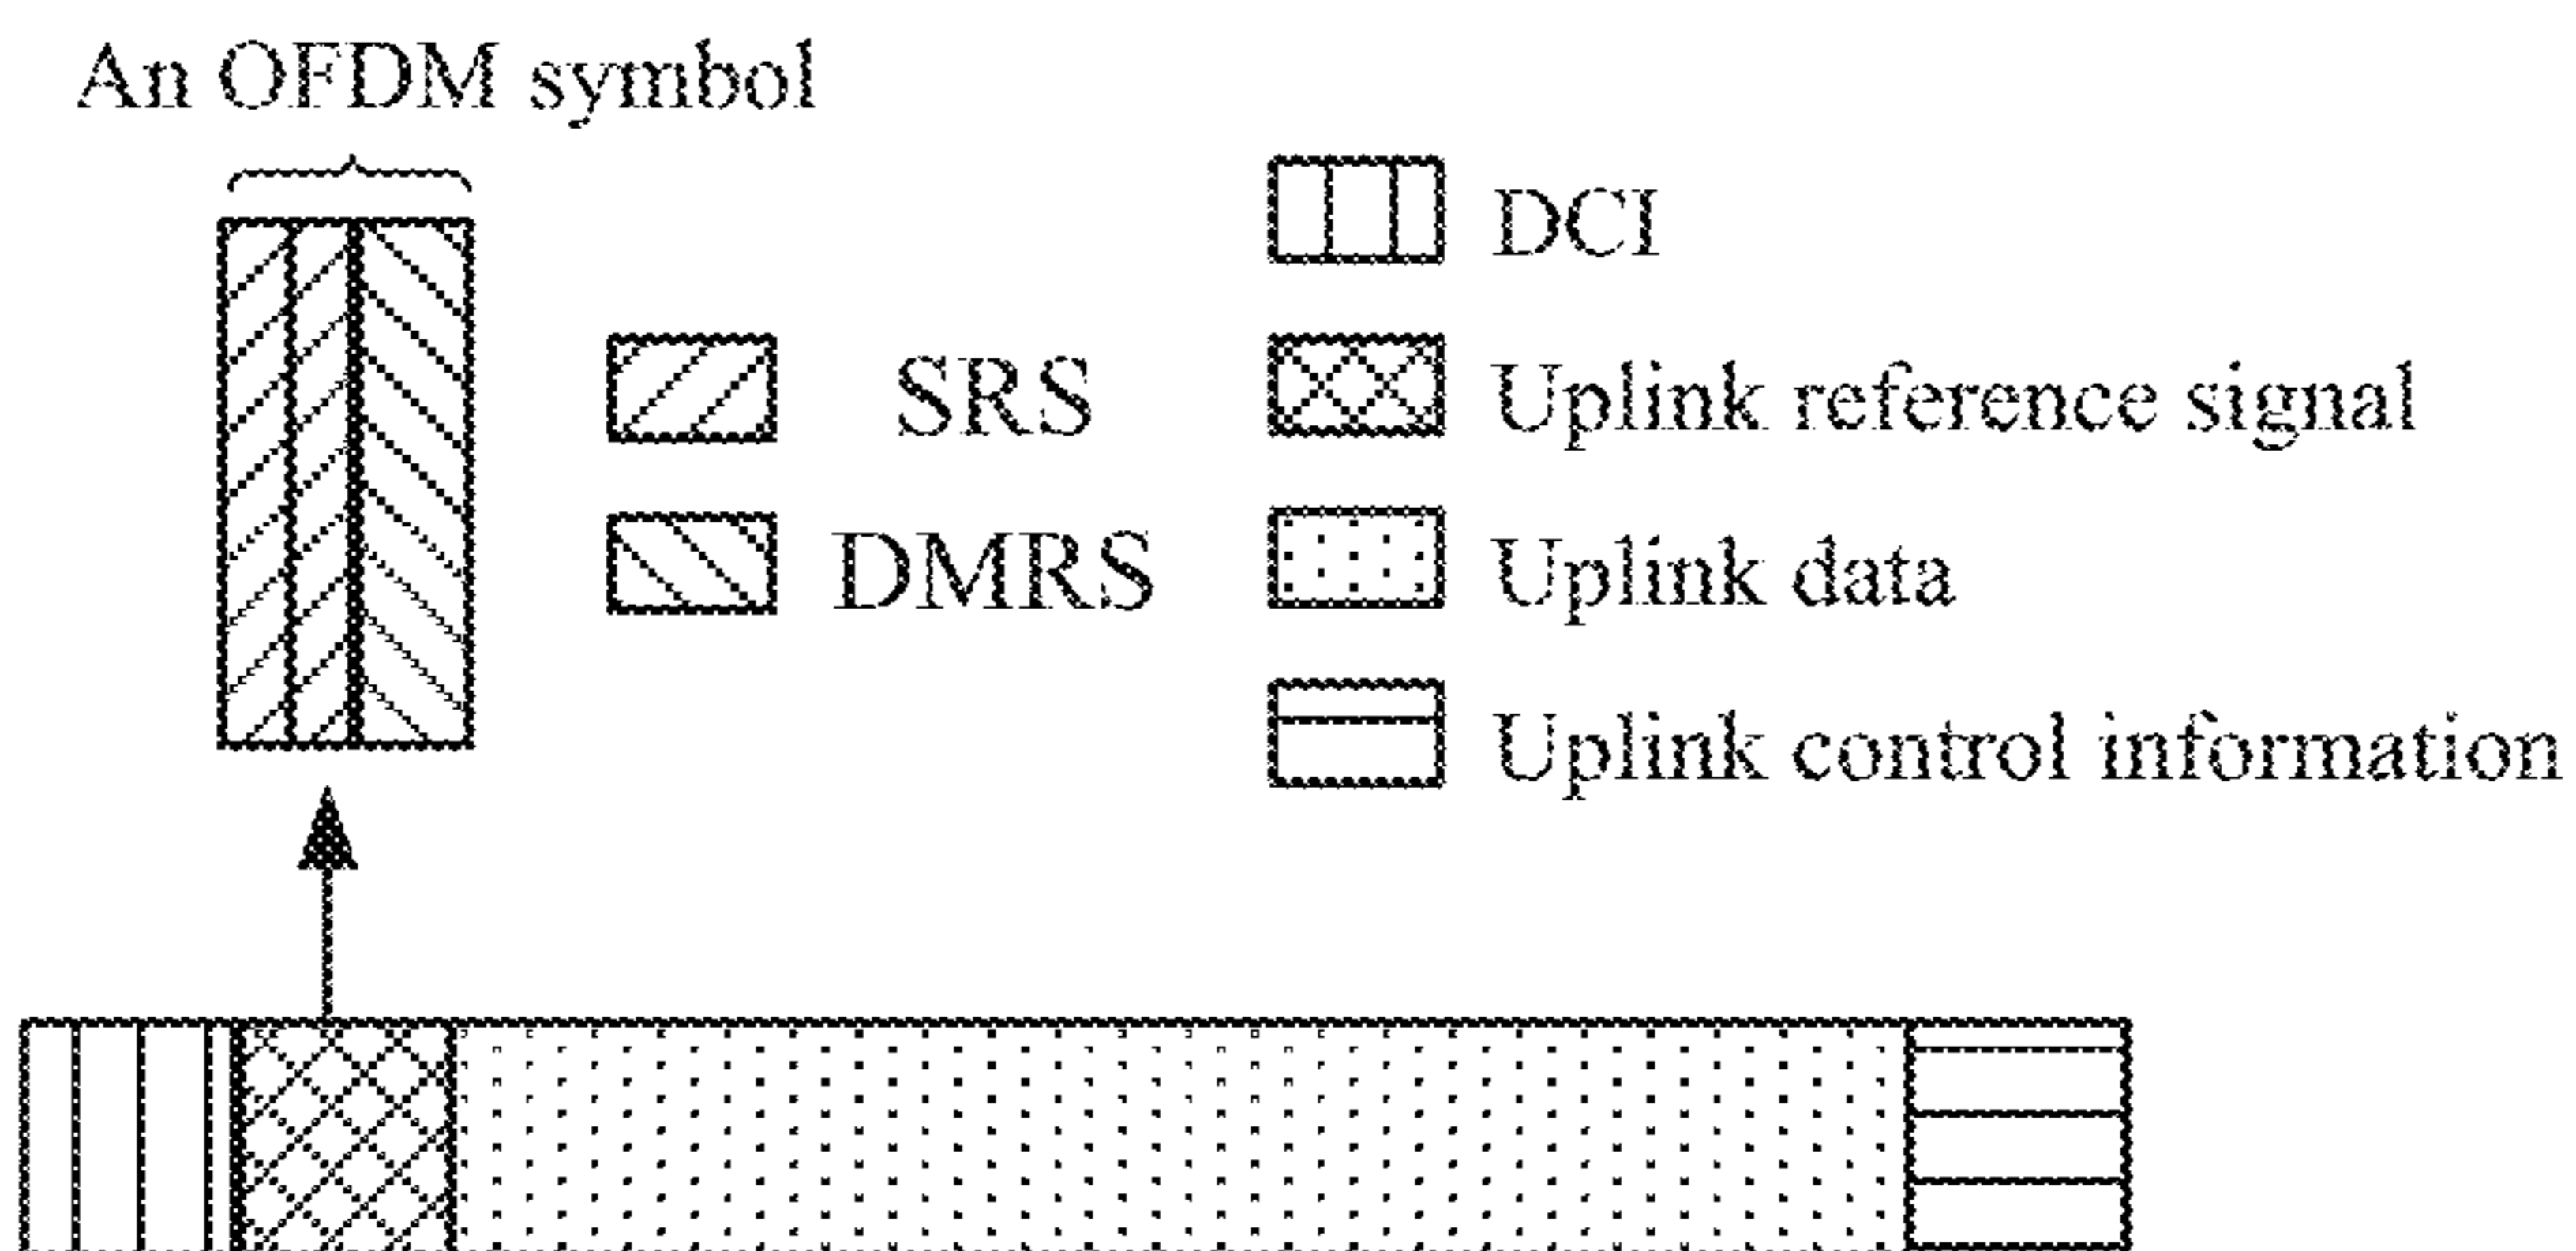 An OFDM symbol
DCI
SRS
Uplink reference signal
DMRS
Uplink data
Uplink control information